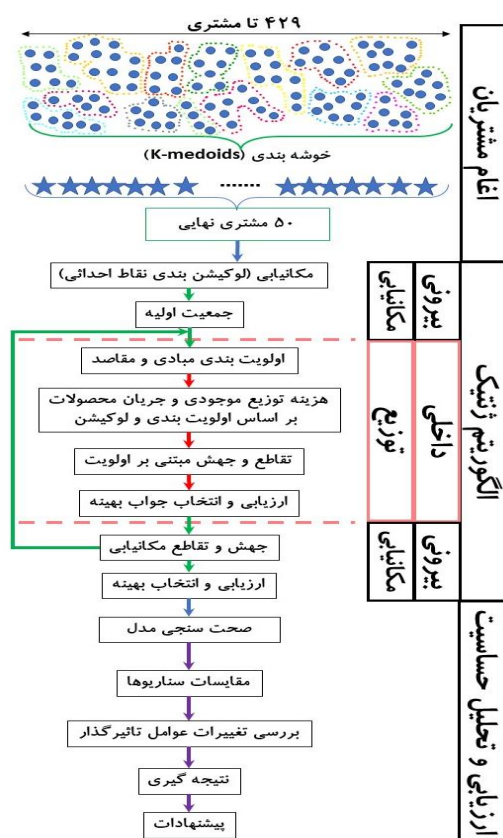 ۴۲۹ تا مشتری
خوشه بندی (K-medoids)
.......
۵۰ مشتری نهایی
اغام مشتریان
مکانیابی (لوکیشن بندی نقاط احداثی)
جمعیت اولیه
بیرونی
مکانیابی
اولویت بندی مبادی و مقاصد
هزینه توزیع موجودی و جریان محصولات
بر اساس اولویت بندی و لوکیشن
تقاطع و جهش مبتنی بر اولویت
ارزیابی و انتخاب جواب بهینه
داخلی
توزیع
الگوریتم ژنتیک
جهش و تقاطع مکانیابی
ارزیابی و انتخاب بهینه
بیرونی
مکانیابی
صحت سنجی مدل
مقایسات سناریوها
بررسی تغییرات عوامل تاثیرگذار
نتیجه گیری
پیشنهادات
ارزیابی و تحلیل حساسیت